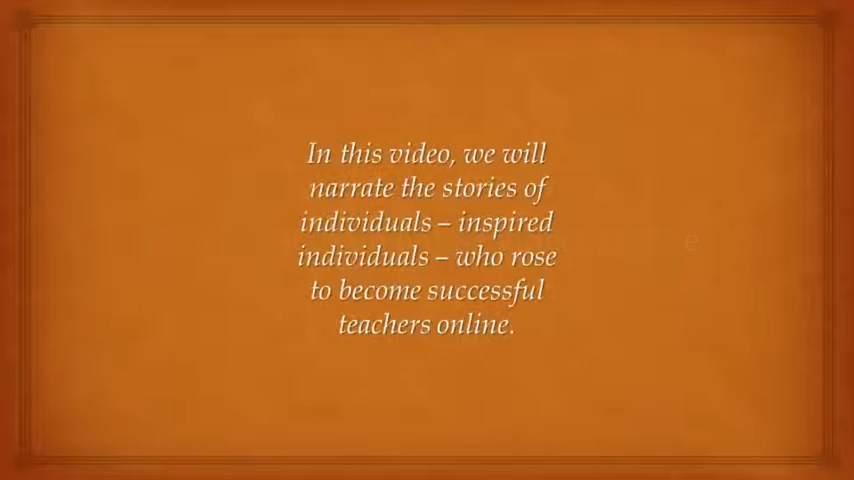 In this video, we will
narrate the stories of
individuals – inspired
individuals – who rose
to become successful
teachers online.